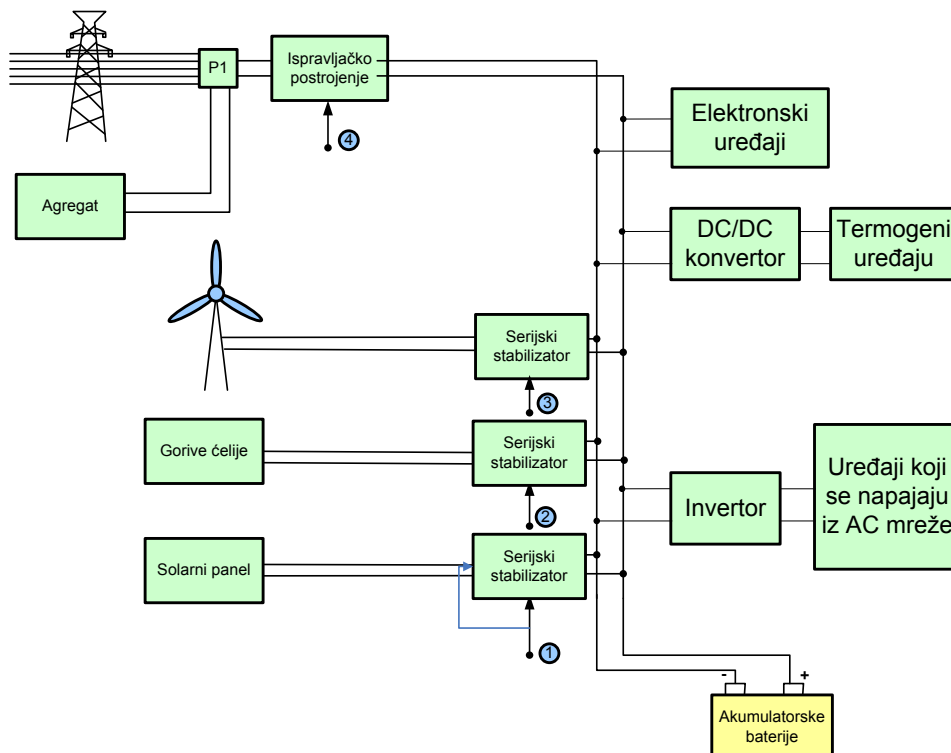 P1
Ispravljačko
postrojenje
4
Elektronski
uređaji
Agregat
DC/DC
konvertor
Termogeni
uređaju
Serijski
stabilizator
3
Gorive ćelije
Serijski
stabilizator
2
Uređaji koji
se napajaju
iz AC mreže
Invertor
Solarni panel
Serijski
stabilizator
1
- +
Akumulatorske
baterije